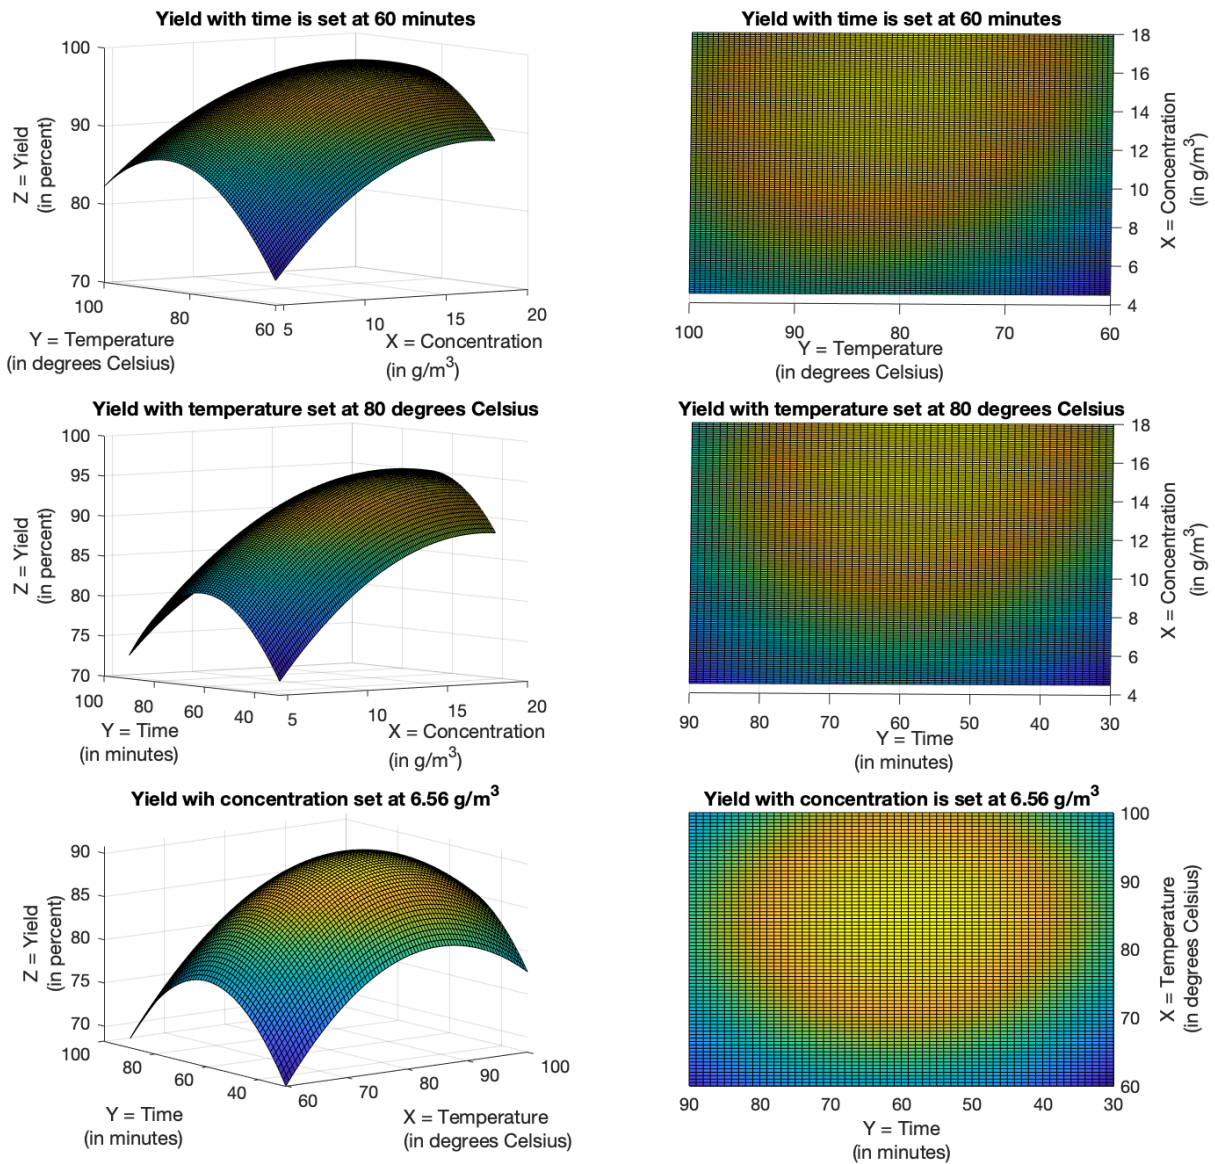 Yield with time is set at 60 minutes
100
90
80
70
Z = Yield
(in percent)
100
80
60
5
10
15
20
Y = Temperature
(in degrees Celsius)
X = Concentration
(in g/m³)
Yield with time is set at 60 minutes
18
16
14
12
10
8
6
4
X = Concentration
(in g/m³)
100
90
80
70
60
Y = Temperature
(in degrees Celsius)
Yield with temperature set at 80 degrees Celsius
100
95
90
85
80
75
70
Z = Yield
(in percent)
100
80
60
40
5
10
15
20
Y = Time
(in minutes)
X = Concentration
(in g/m³)
Yield with temperature set at 80 degrees Celsius
18
16
14
12
10
8
6
4
X = Concentration
(in g/m³)
90
80
70
60
50
40
30
Y = Time
(in minutes)
Yield wih concentration set at 6.56 g/m³
90
85
80
75
70
Z = Yield
(in percent)
100
80
60
40
60
70
80
90
100
Y = Time
(in minutes)
X = Temperature
(in degrees Celsius)
Yield with concentration is set at 6.56 g/m³
100
90
80
70
60
X = Temperature
(in degrees Celsius)
90
80
70
60
50
40
30
Y = Time
(in minutes)